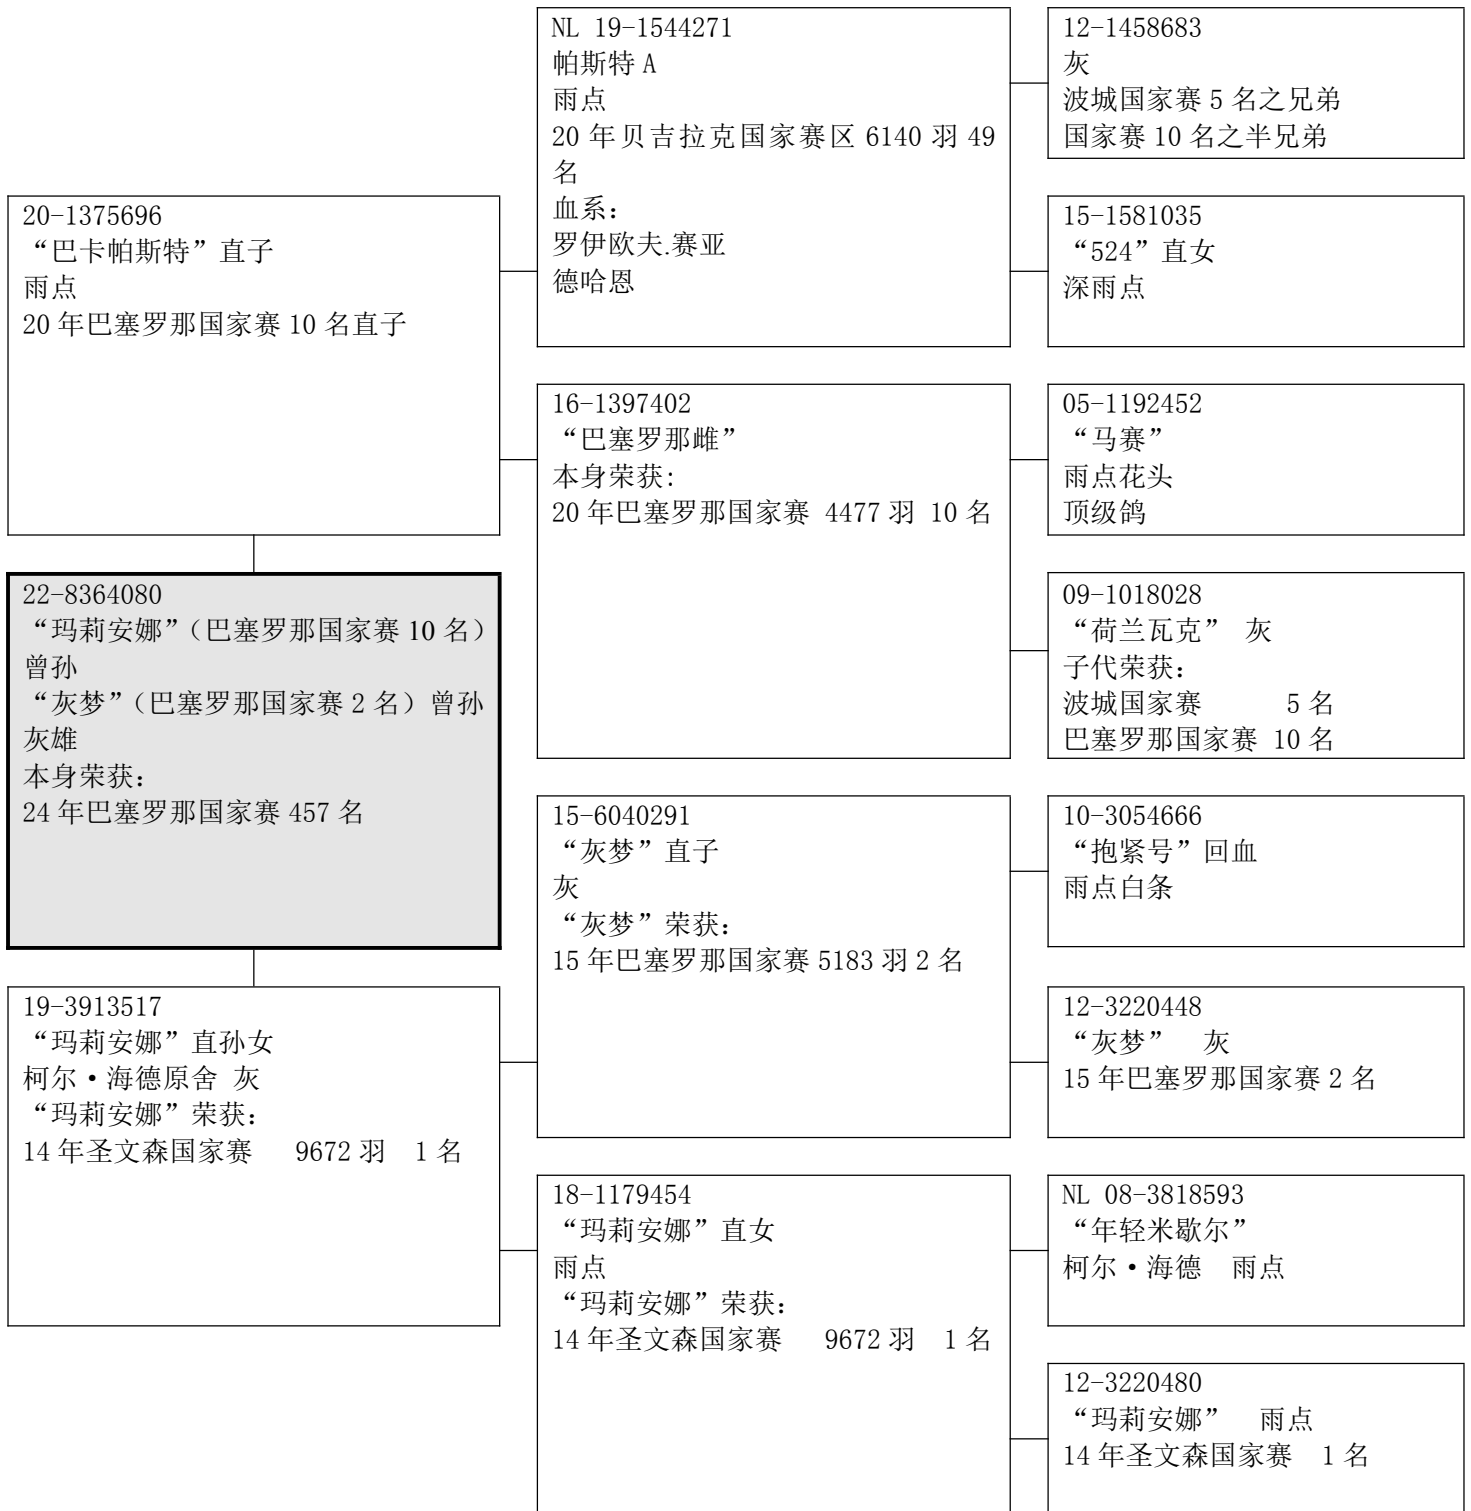 20-1375696
“巴卡帕斯特”直子
雨点
20 年巴塞罗那国家赛 10 名直子
22-8364080
“玛莉安娜”（巴塞罗那国家赛 10 名）
曾孙
“灰梦”（巴塞罗那国家赛 2 名）曾孙
灰雄
本身荣获：
24 年巴塞罗那国家赛 457 名
19-3913517
“玛莉安娜”直孙女
柯尔·海德原舍 灰
“玛莉安娜”荣获：
14 年圣文森国家赛 9672 羽 1 名
NL 19-1544271
帕斯特 A
雨点
20 年贝吉拉克国家赛区 6140 羽 49
名
血系：
罗伊欧夫.赛亚
德哈恩
16-1397402
“巴塞罗那雌”
本身荣获:
20 年巴塞罗那国家赛 4477 羽 10 名
15-6040291
“灰梦”直子
灰
“灰梦”荣获：
15 年巴塞罗那国家赛 5183 羽 2 名
18-1179454
“玛莉安娜”直女
雨点
“玛莉安娜”荣获：
14 年圣文森国家赛 9672 羽 1 名
12-1458683
灰
波城国家赛 5 名之兄弟
国家赛 10 名之半兄弟
15-1581035
“524”直女
深雨点
05-1192452
“马赛”
雨点花头
顶级鸽
09-1018028
“荷兰瓦克” 灰
子代荣获：
波城国家赛 5 名
巴塞罗那国家赛 10 名
10-3054666
“抱紧号”回血
雨点白条
12-3220448
“灰梦” 灰
15 年巴塞罗那国家赛 2 名
NL 08-3818593
“年轻米歇尔”
柯尔·海德 雨点
12-3220480
“玛莉安娜” 雨点
14 年圣文森国家赛 1 名